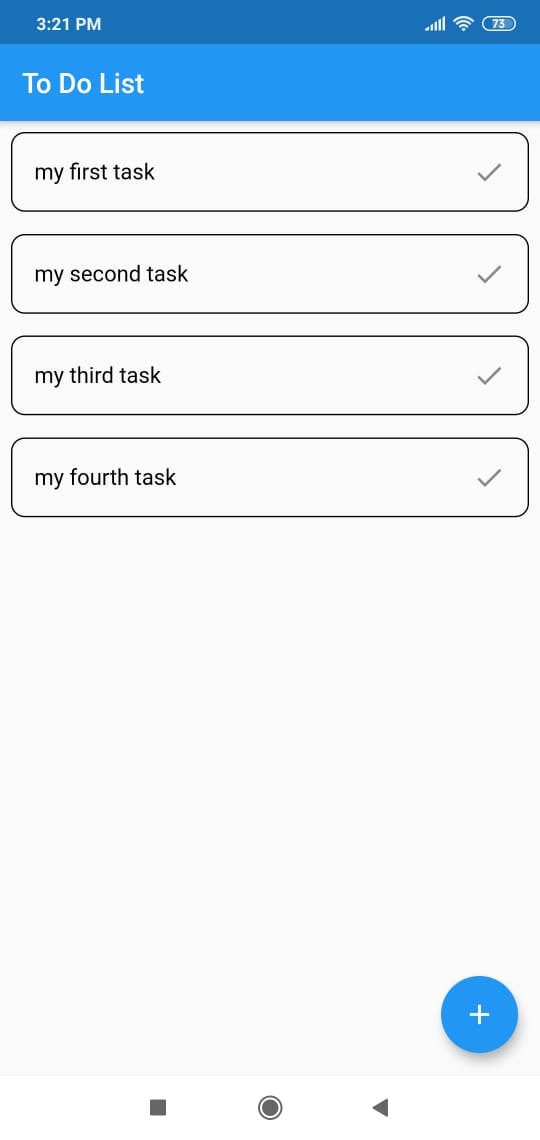 3:21 PM
73
To Do List
my first task
my second task
my third task
my fourth task